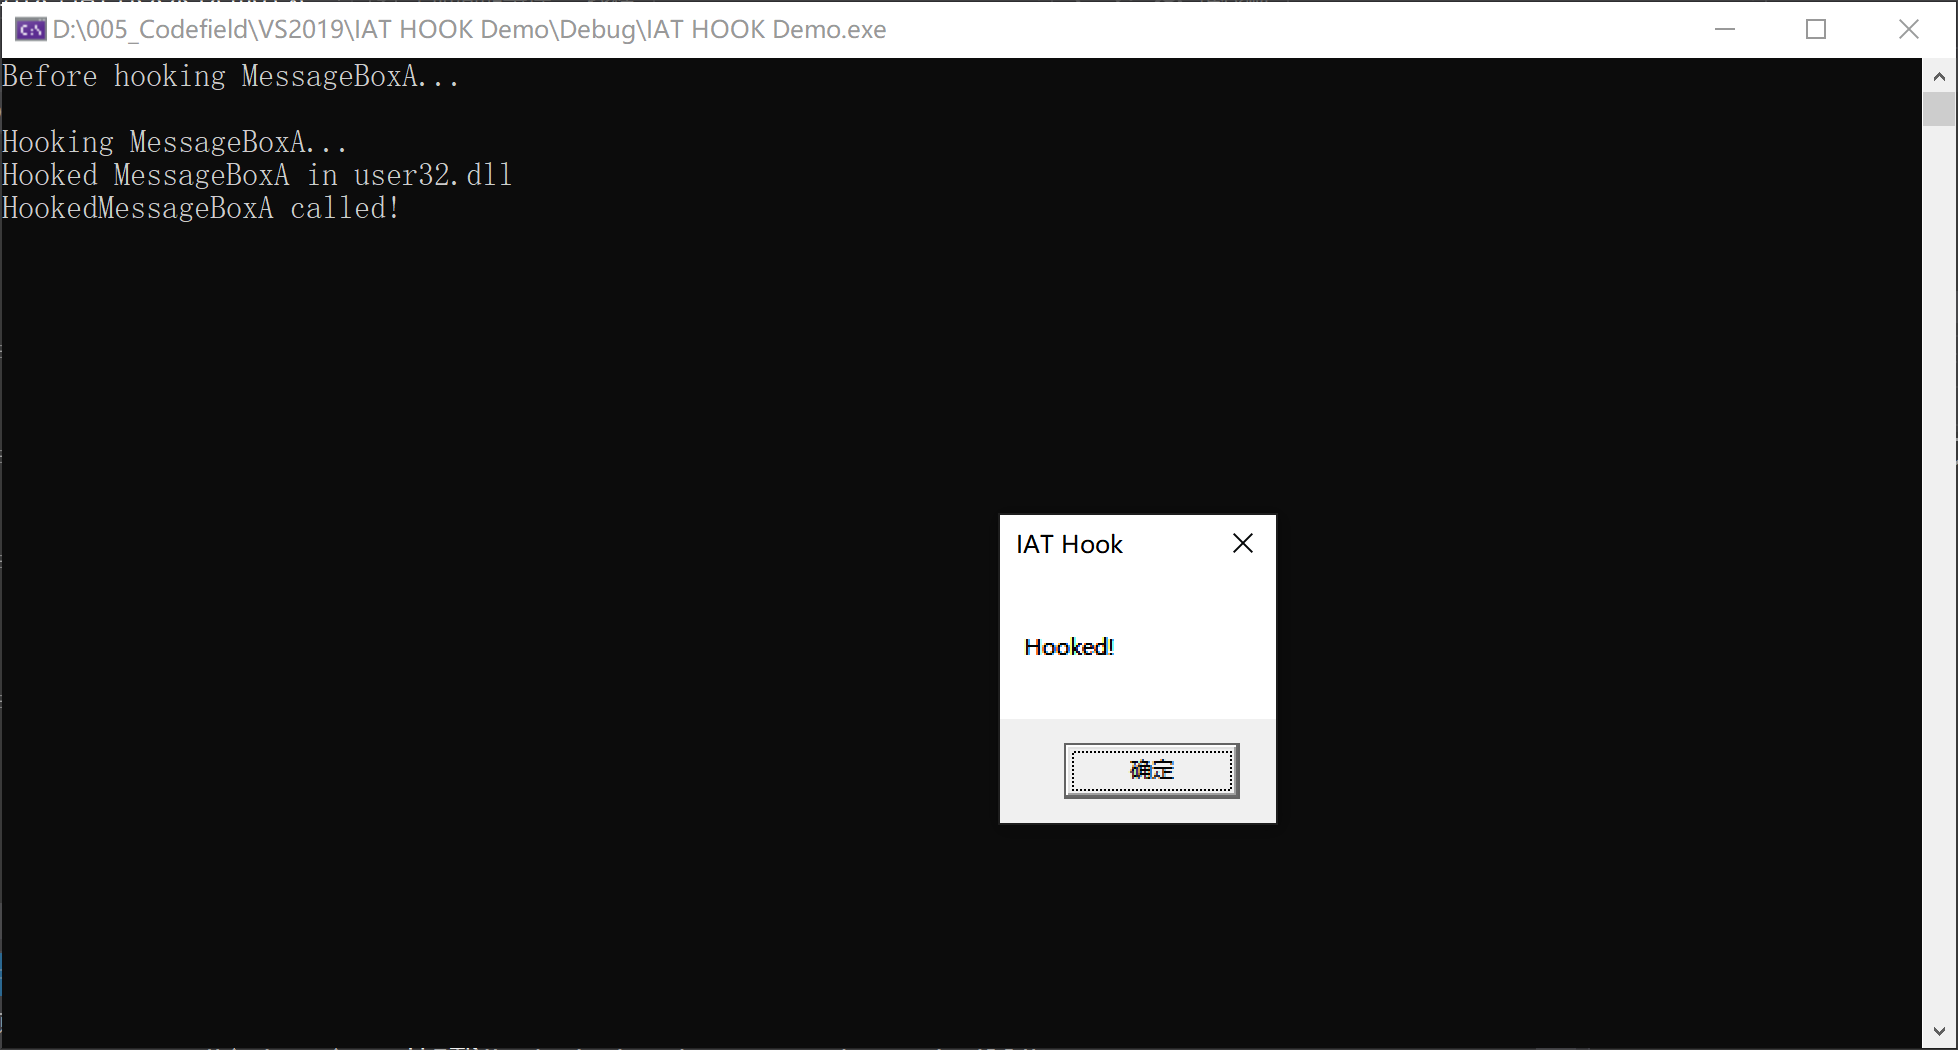 D:\005_Codefield\VS2019\IAT HOOK Demo\Debug\IAT HOOK Demo.exe
Before hooking MessageBoxA...
Hooking MessageBoxA...
Hooked MessageBoxA in user32.dll
HookedMessageBoxA called!
IAT Hook
Hooked!
确定